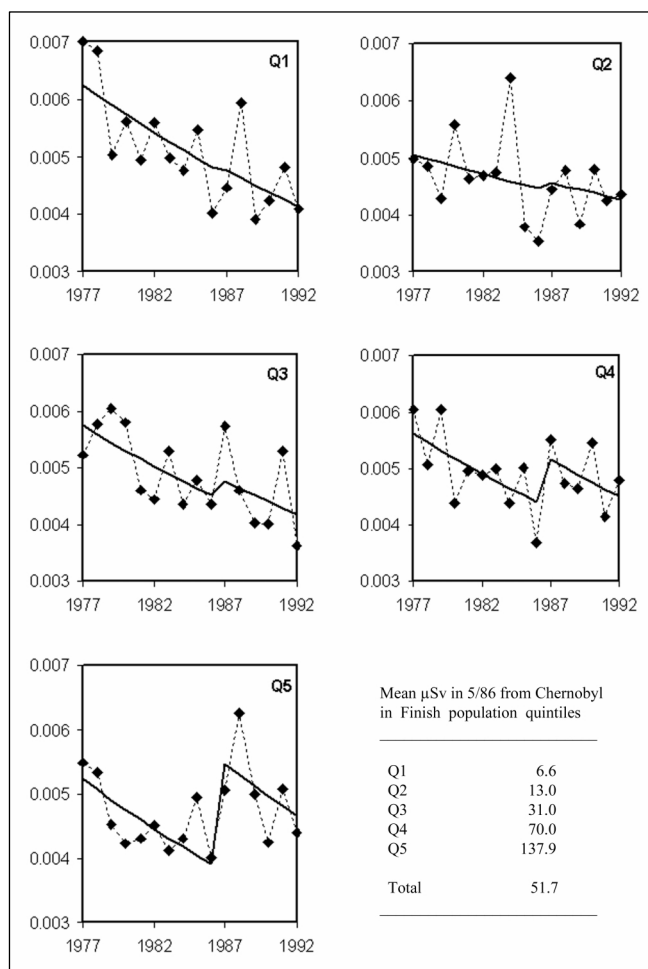 0.007
0.006
0.005
0.004
0.003
Q1
1977 1982 1987 1992
0.007
0.006
0.005
0.004
0.003
Q2
1977 1982 1987 1992
0.007
0.006
0.005
0.004
0.003
Q3
1977 1982 1987 1992
0.007
0.006
0.005
0.004
0.003
Q4
1977 1982 1987 1992
0.007
0.006
0.005
0.004
0.003
Q5
1977 1982 1987 1992
Mean µSv in 5/86 from Chernobyl
in Finish population quintiles
Q1 6.6
Q2 13.0
Q3 31.0
Q4 70.0
Q5 137.9
Total 51.7